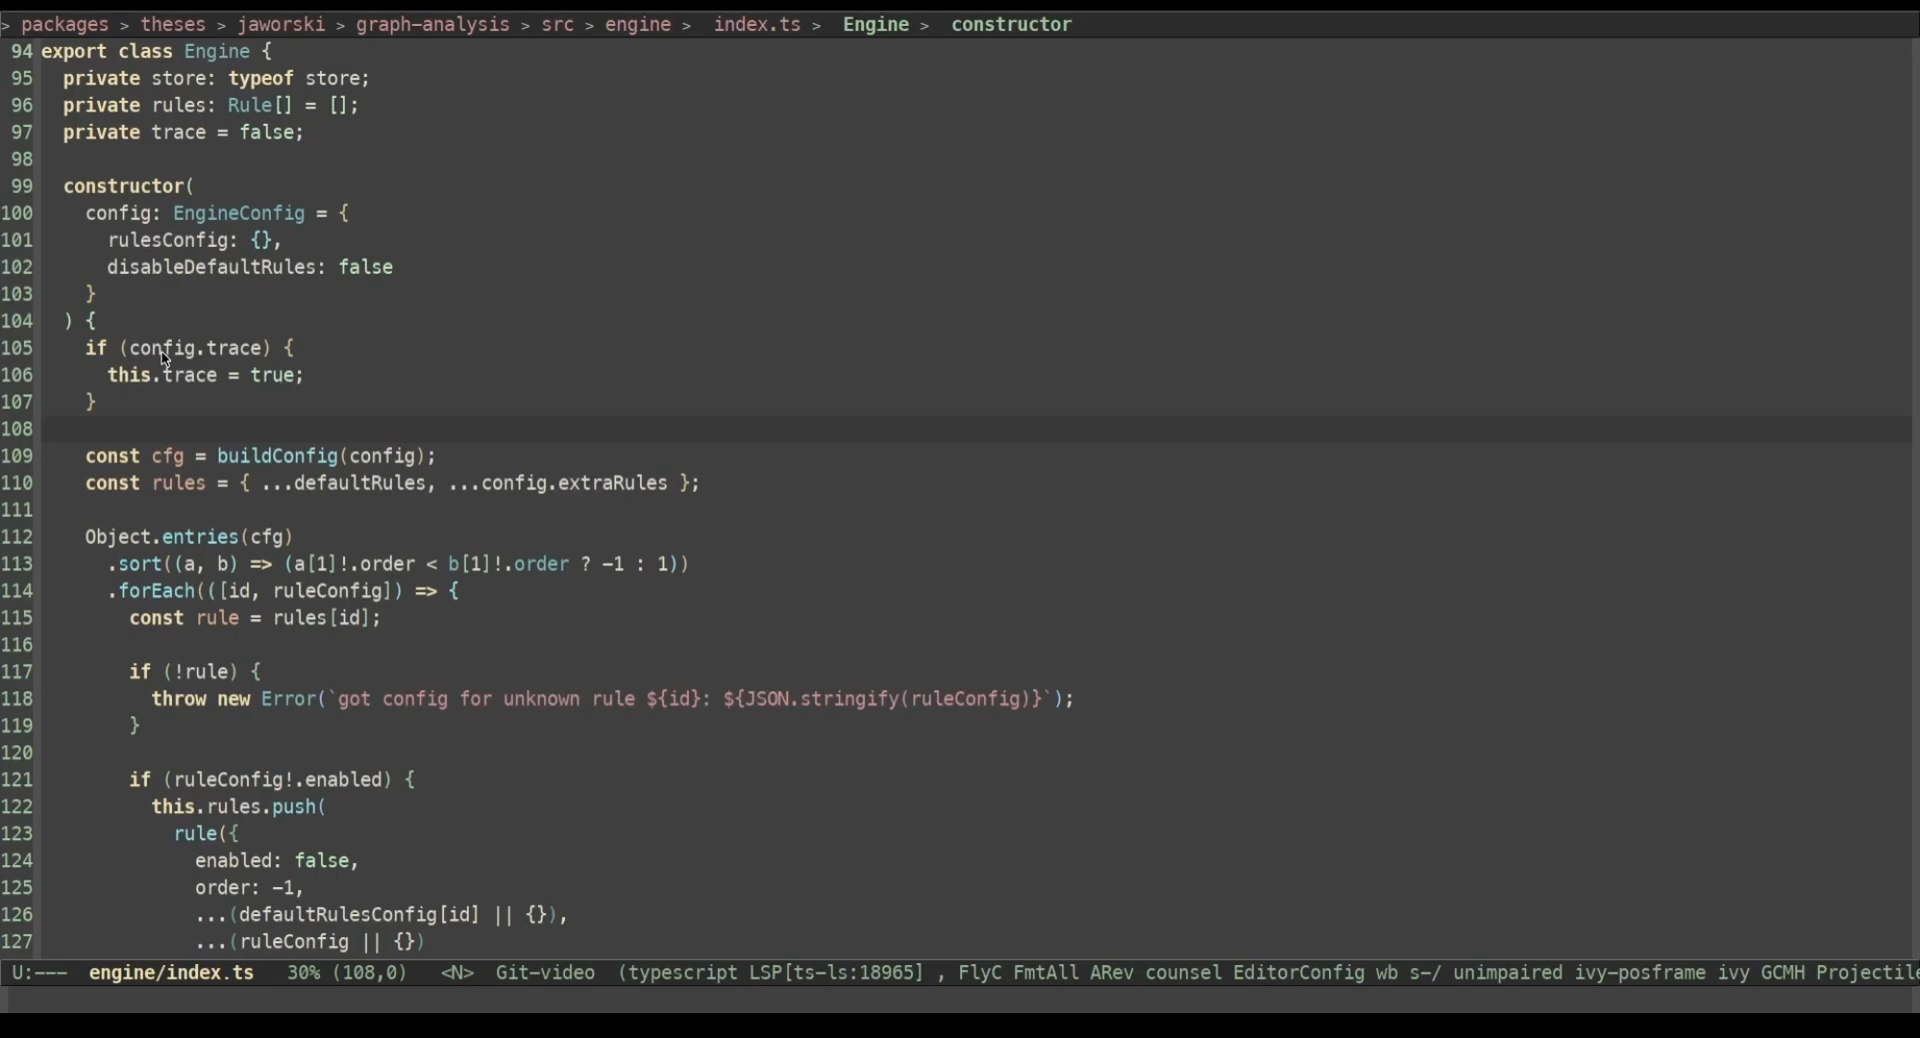 > packages > theses > jaworski > graph-analysis > src > engine > index.ts > Engine > constructor
94 export class Engine {
95 private store: typeof store;
96 private rules: Rule[] = [];
97 private trace = false;
98
99 constructor(
100 config: EngineConfig = {
101 rulesConfig: {},
102 disableDefaultRules: false
103 }
104 ) {
105 if (config.trace) {
106 this.trace = true;
107 }
108
109 const cfg = buildConfig(config);
110 const rules = { ...defaultRules, ...config.extraRules };
111
112 Object.entries(cfg)
113 .sort((a, b) => (a[1]!.order < b[1]!.order ? -1 : 1))
114 .forEach(([id, ruleConfig]) => {
115 const rule = rules[id];
116
117 if (!rule) {
118 throw new Error(`got config for unknown rule ${id}: ${JSON.stringify(ruleConfig)}`);
119 }
120
121 if (ruleConfig!.enabled) {
122 this.rules.push(
123 rule({
124 enabled: false,
125 order: -1,
126 ...(defaultRulesConfig[id] || {}),
127 ...(ruleConfig || {})
U:--- engine/index.ts 30% (108,0) <N> Git-video (typescript LSP[ts-ls:18965] , FlyC FmtAll ARev counsel EditorConfig wb s-/ unimpaired ivy-posframe ivy GCMH Projectile